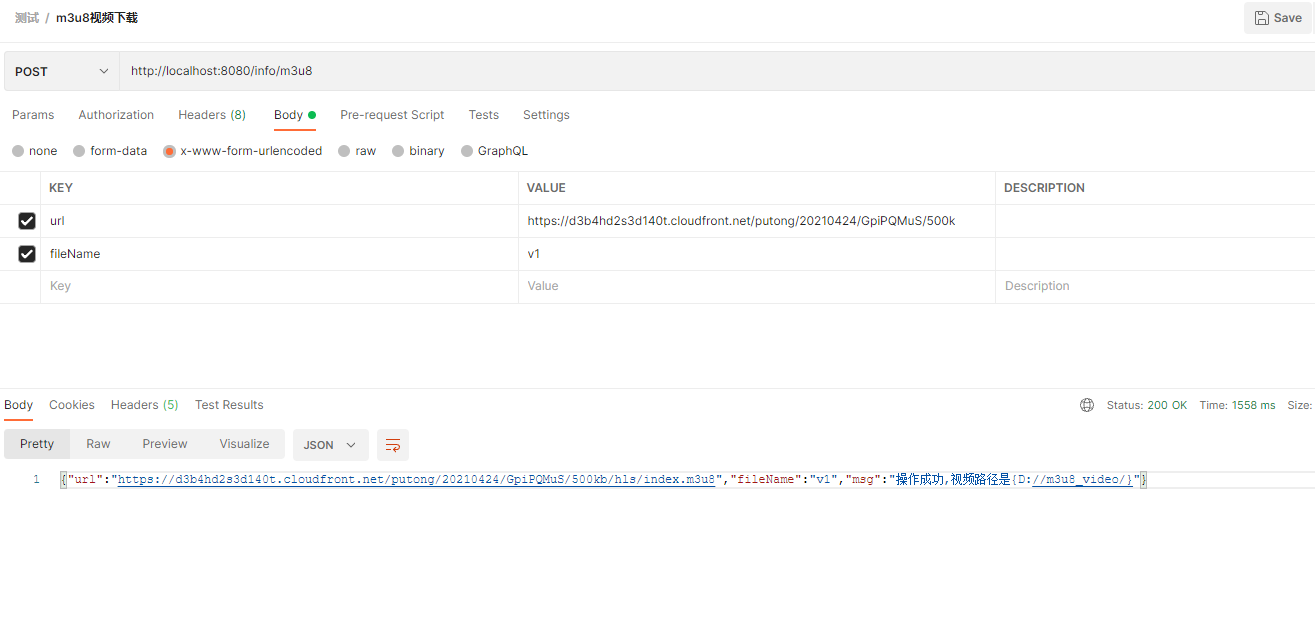 测试 / m3u8视频下载
Save
POST http://localhost:8080/info/m3u8
Params Authorization Headers (8) Body Pre-request Script Tests Settings
none form-data x-www-form-urlencoded raw binary GraphQL
KEY VALUE DESCRIPTION
url https://d3b4hd2s3d140t.cloudfront.net/putong/20210424/GpiPQMuS/500k
fileName v1
Key Value Description
Body Cookies Headers (5) Test Results Status: 200 OK Time: 1558 ms Size:
Pretty Raw Preview Visualize JSON
1 {"url":"https://d3b4hd2s3d140t.cloudfront.net/putong/20210424/GpiPQMuS/500kb/hls/index.m3u8","fileName":"v1","msg":"操作成功,视频路径是{D://m3u8_video/}"}